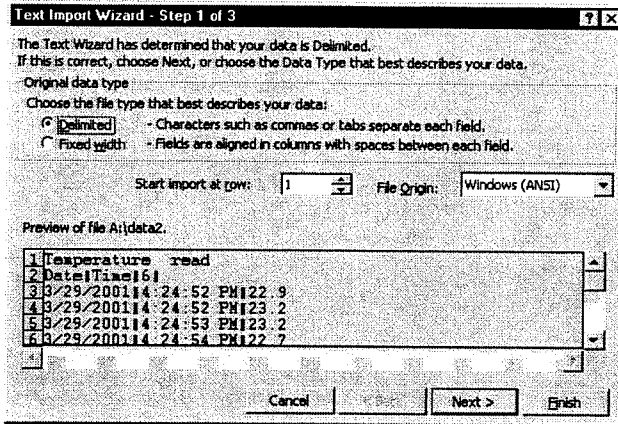 Text Import Wizard - Step 1 of 3
The Text Wizard has determined that your data is Delimited.
If this is correct, choose Next, or choose the Data Type that best describes your data.
Original data type
Choose the file type that best describes your data:
Delimited - Characters such as commas or tabs separate each field.
Fixed width - Fields are aligned in columns with spaces between each field.
Start import at row: 1 File Origin: Windows (ANSI)
Preview of file A:\data2.
1 Temperature read
2 Date|Time|6|
3 3/29/2001|4:24:52 PM|22.9
4 3/29/2001|4:24:52 PM|23.2
5 3/29/2001|4:24:53 PM|23.2
6 3/29/2001|4:24:54 PM|22.7
Cancel Next > Finish